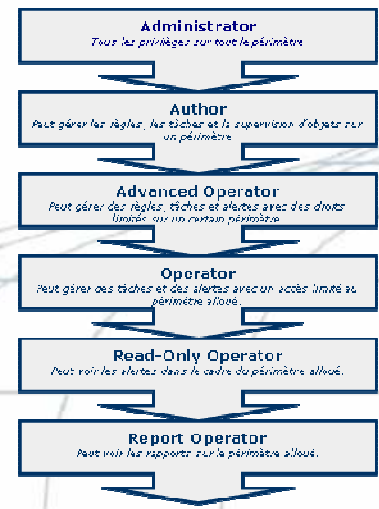 Administrator
Tous les privilèges sur tout le périmètre
Author
Peut gérer les règles, les tâches et la supervision d'objets sur
un périmètre
Advanced Operator
Peut gérer des règles, tâches et alertes avec des droits
limités sur un certain périmètre
Operator
Peut gérer des tâches et des alertes avec un accès limité au
périmètre alloué.
Read-Only Operator
Peut voir les alertes dans le cadre du périmètre alloué.
Report Operator
Peut voir les rapports sur le périmètre alloué.